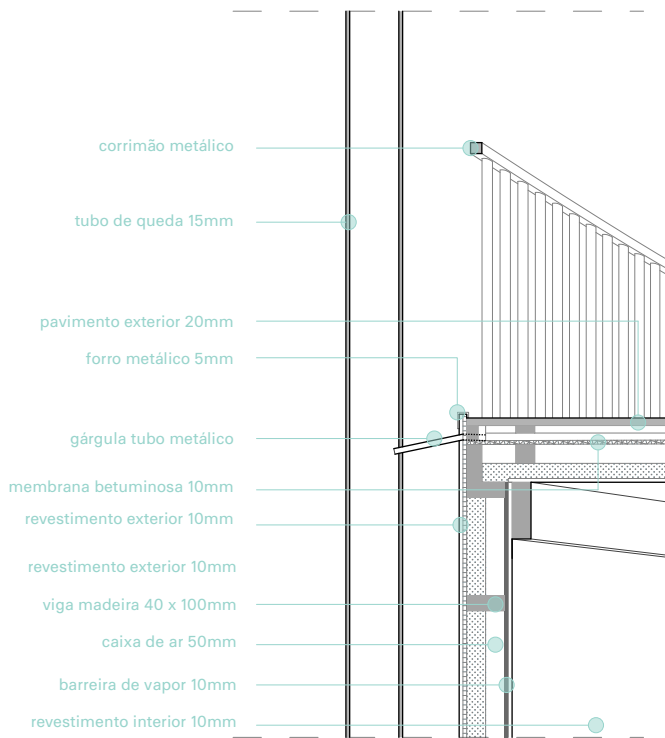 corrimão metálico
tubo de queda 15mm
pavimento exterior 20mm
forro metálico 5mm
gárgula tubo metálico
membrana betuminosa 10mm
revestimento exterior 10mm
revestimento exterior 10mm
viga madeira 40 x 100mm
caixa de ar 50mm
barreira de vapor 10mm
revestimento interior 10mm